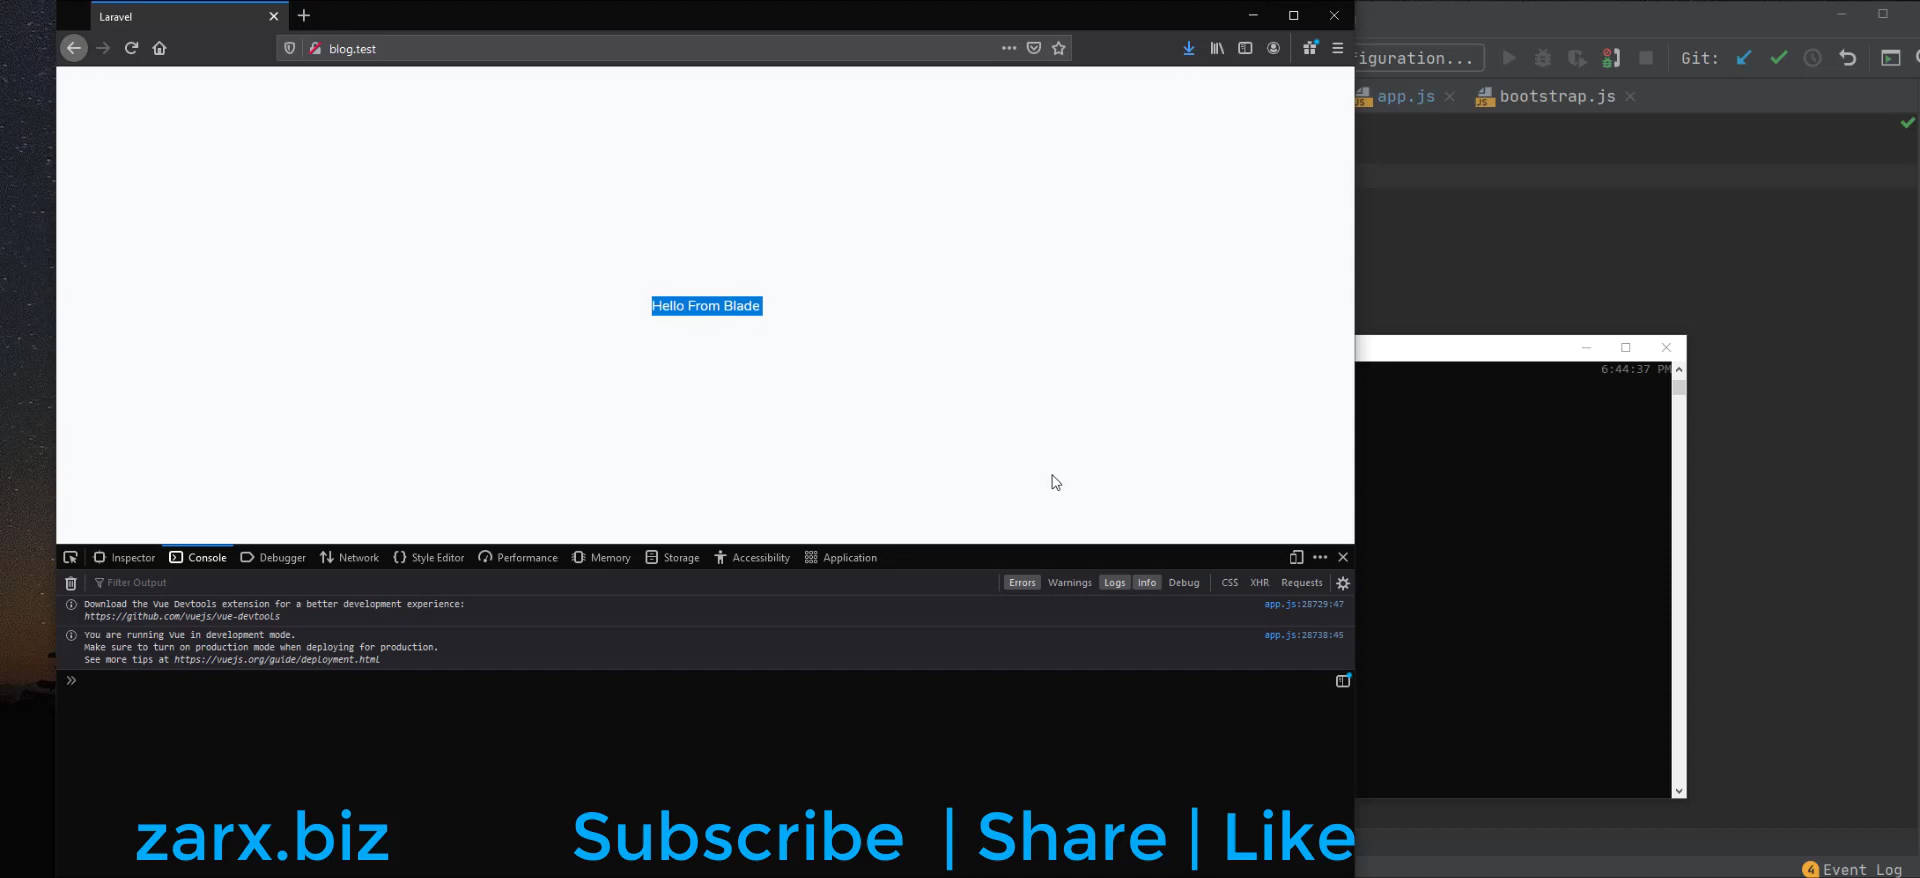 Laravel
blog.test
iguration...
Git:
app.js
bootstrap.js
Hello From Blade
6:44:37 PM
Inspector
Console
Debugger
Network
Style Editor
Performance
Memory
Storage
Accessibility
Application
Filter Output
Errors
Warnings
Logs
Info
Debug
CSS
XHR
Requests
Download the Vue Devtools extension for a better development experience:
app.js:28729:47
https://github.com/vuejs/vue-devtools
You are running Vue in development mode.
app.js:28738:45
Make sure to turn on production mode when deploying for production.
See more tips at https://vuejs.org/guide/deployment.html
zarx.biz
Subscribe | Share | Like
4 Event Log